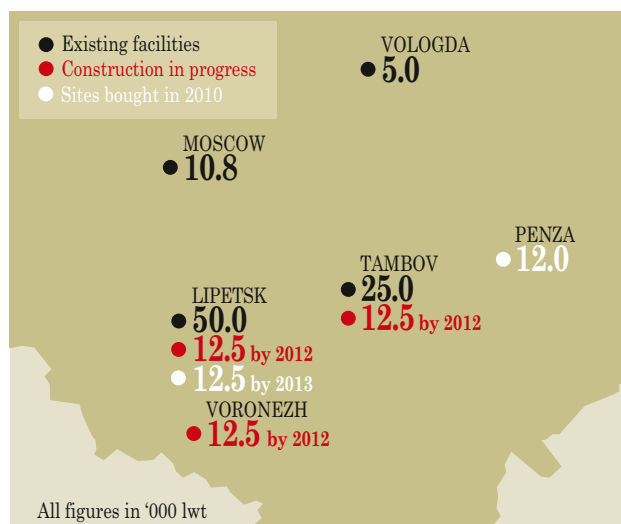 Existing facilities
Construction in progress
Sites bought in 2010
VOLOGDA
5.0
MOSCOW
10.8
PENZA
12.0
TAMBOV
25.0
12.5 by 2012
LIPETSK
50.0
12.5 by 2012
12.5 by 2013
VORONEZH
12.5 by 2012
All figures in ‘000 lwt